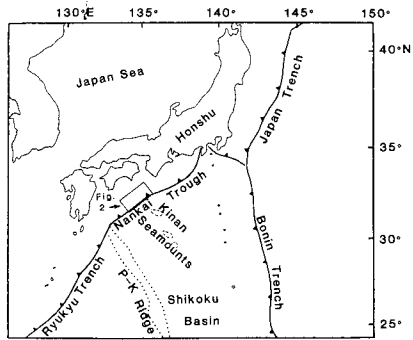 130°E 135° 140° 145° 150°
40°N
35°
30°
25°
Japan Sea
Honshu
Japan Trench
Fig.
2
Nankai Trough
Kinan
Seamounts
Bonin Trench
Ryukyu Trench
P-K Ridge
Shikoku
Basin